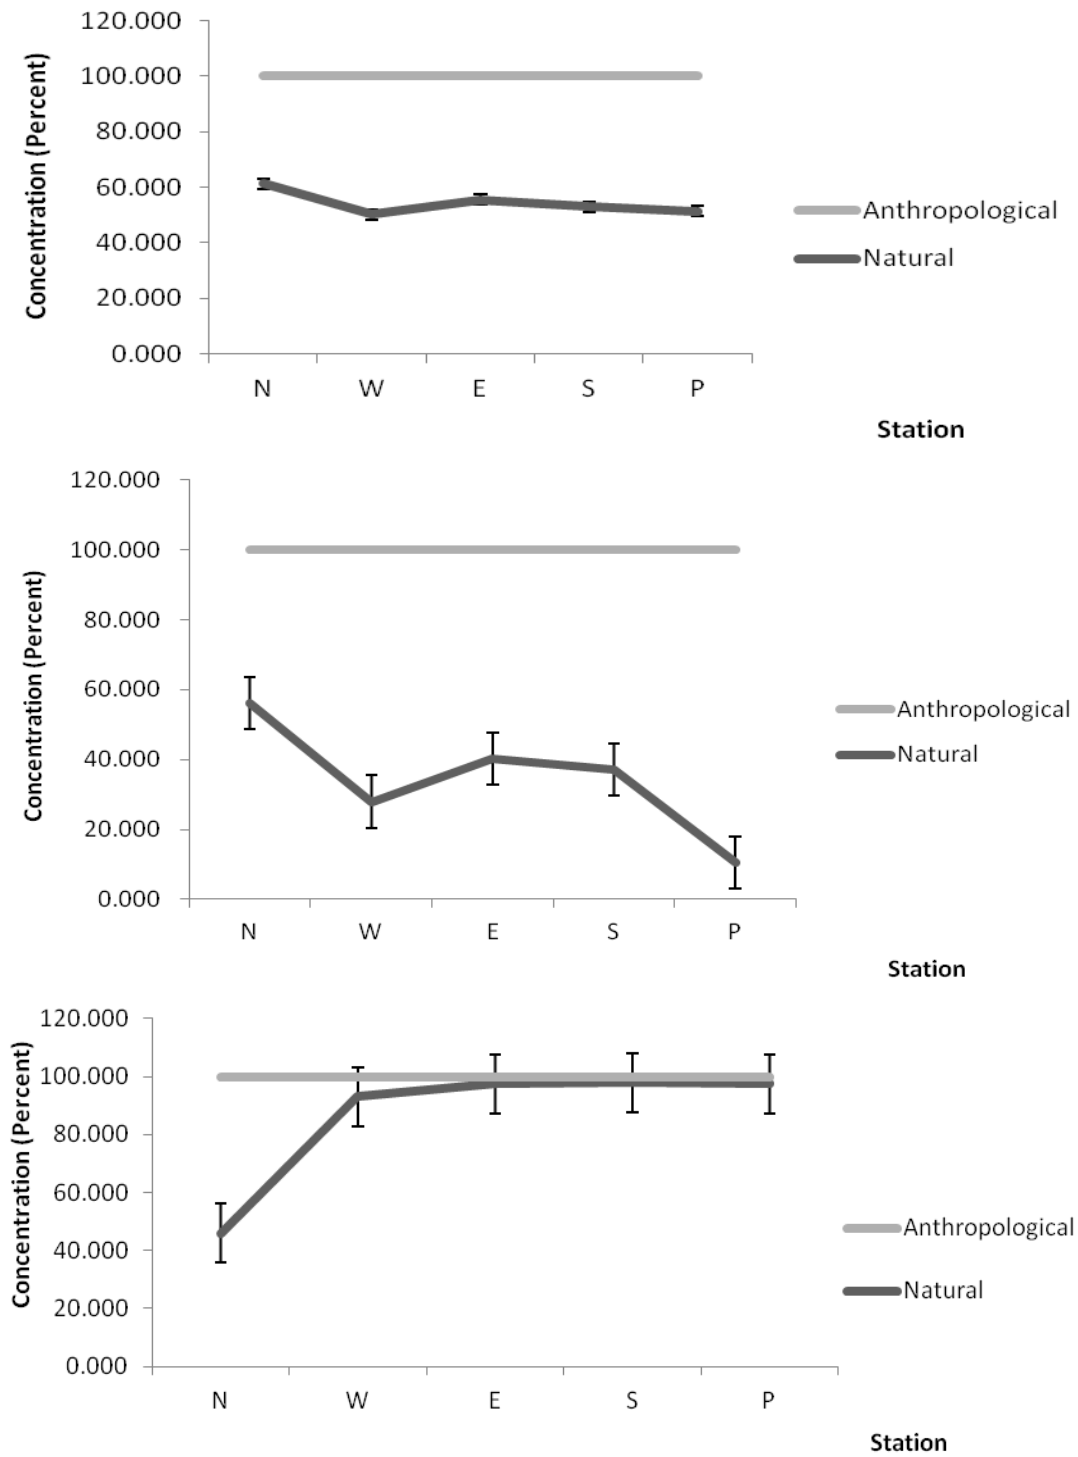 120.000
100.000
80.000
60.000
40.000
20.000
0.000
Concentration (Percent)
N W E S P
Station
Anthropological
Natural
120.000
100.000
80.000
60.000
40.000
20.000
0.000
Concentration (Percent)
N W E S P
Station
Anthropological
Natural
120.000
100.000
80.000
60.000
40.000
20.000
0.000
Concentration (Percent)
N W E S P
Station
Anthropological
Natural